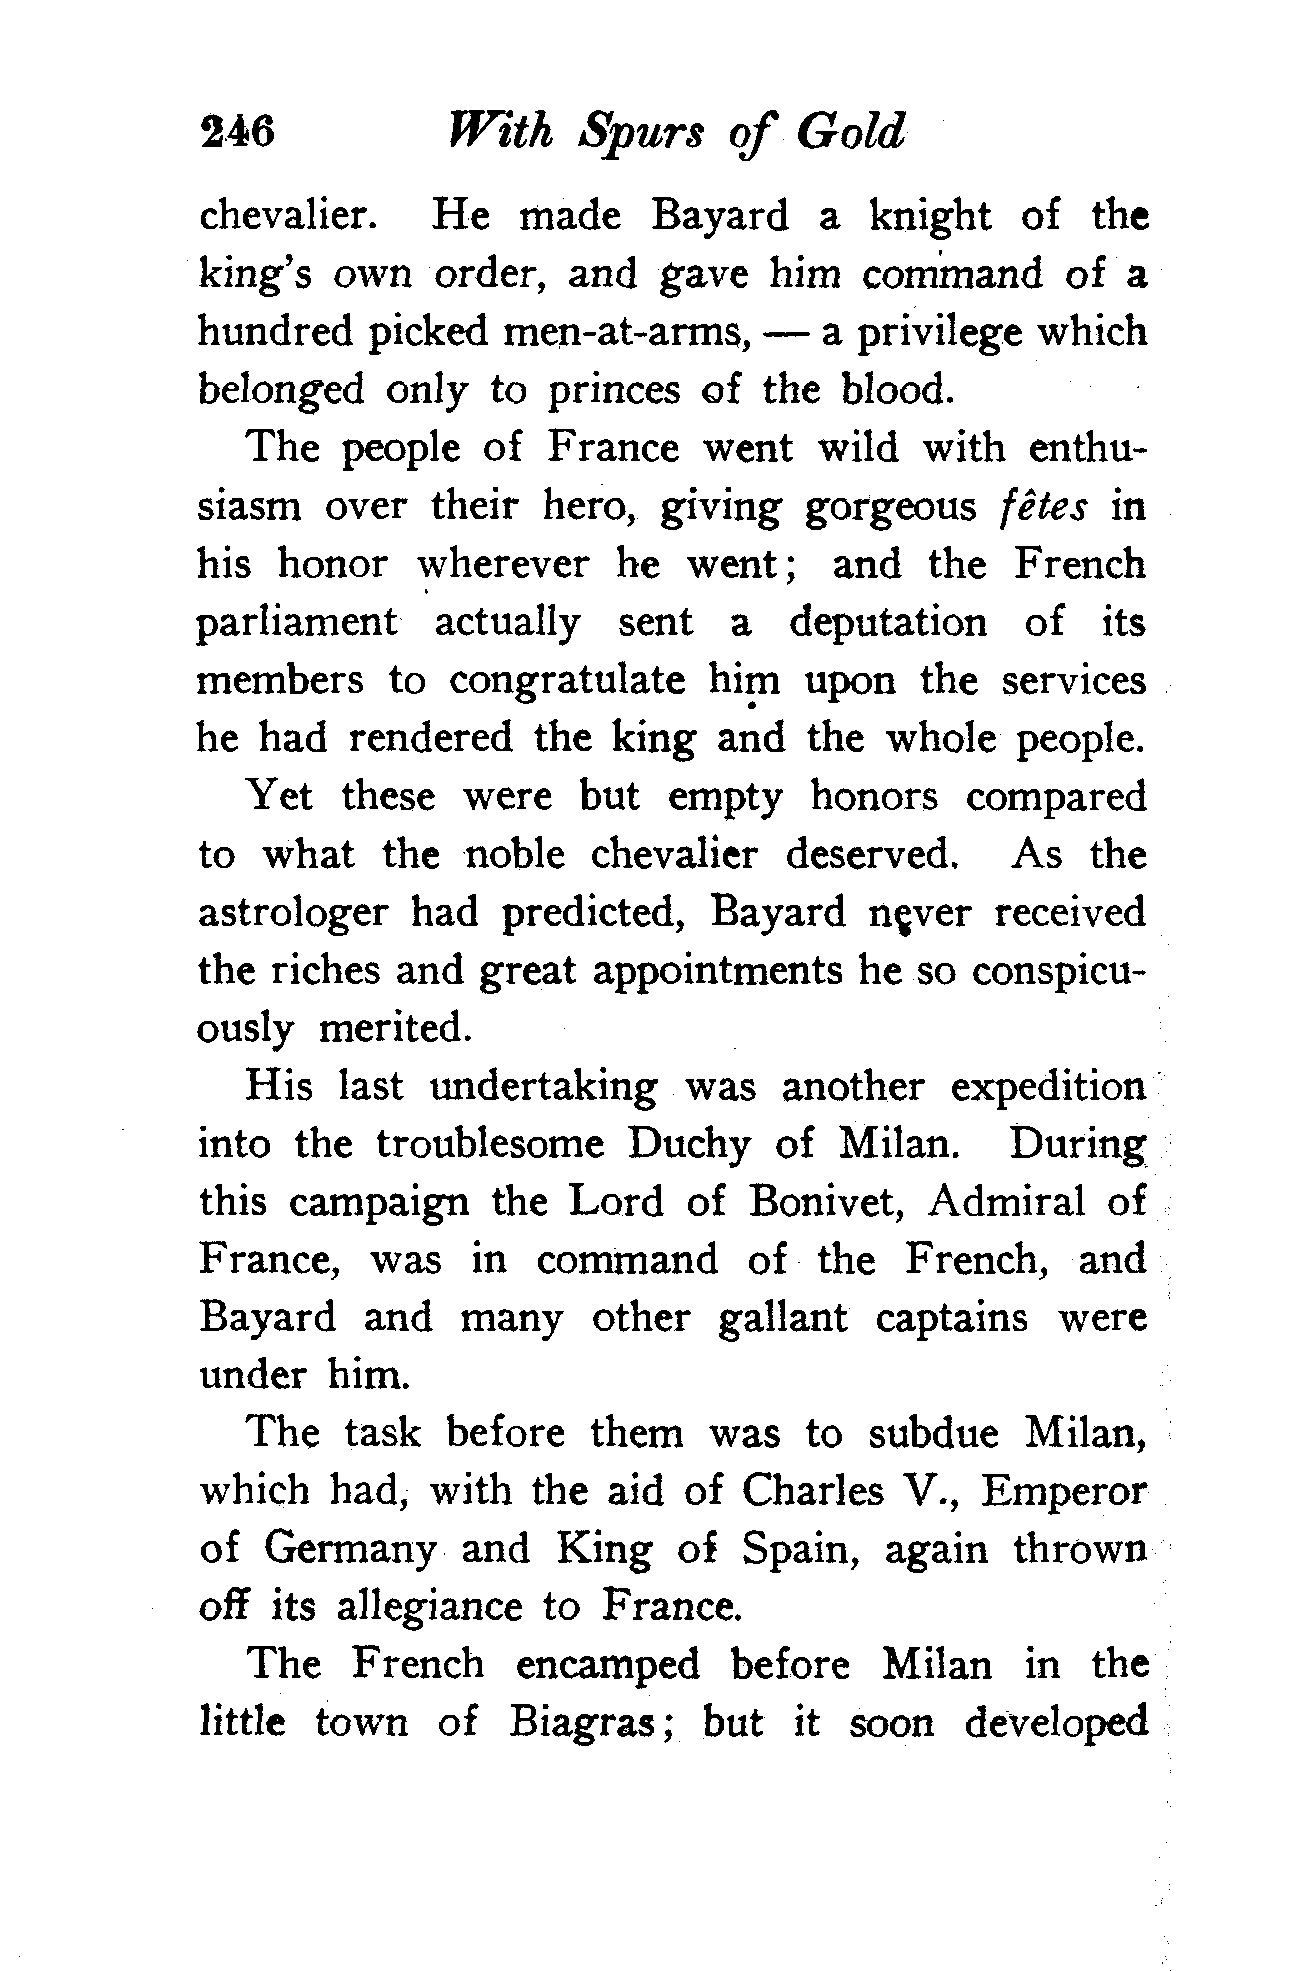 246 With Spurs of Gold
chevalier. He made Bayard a knight of the
king's own order, and gave him command of a
hundred picked men-at-arms, — a privilege which
belonged only to princes of the blood.
The people of France went wild with enthu-
siasm over their hero, giving gorgeous fêtes in
his honor wherever he went; and the French
parliament actually sent a deputation of its
members to congratulate him upon the services
he had rendered the king and the whole people.
Yet these were but empty honors compared
to what the noble chevalier deserved. As the
astrologer had predicted, Bayard never received
the riches and great appointments he so conspicu-
ously merited.
His last undertaking was another expedition
into the troublesome Duchy of Milan. During
this campaign the Lord of Bonivet, Admiral of
France, was in command of the French, and
Bayard and many other gallant captains were
under him.
The task before them was to subdue Milan,
which had, with the aid of Charles V., Emperor
of Germany and King of Spain, again thrown
off its allegiance to France.
The French encamped before Milan in the
little town of Biagras; but it soon developed